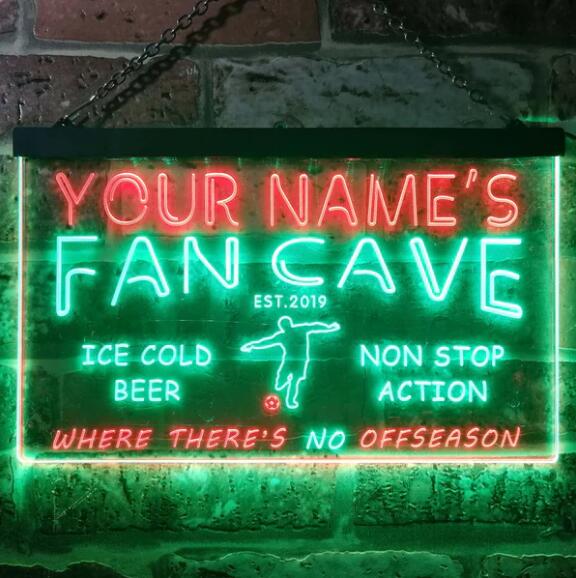 YOUR NAME'S
FAN CAVE
EST.2019
ICE COLD
BEER
NON STOP
ACTION
WHERE THERE'S NO OFFSEASON